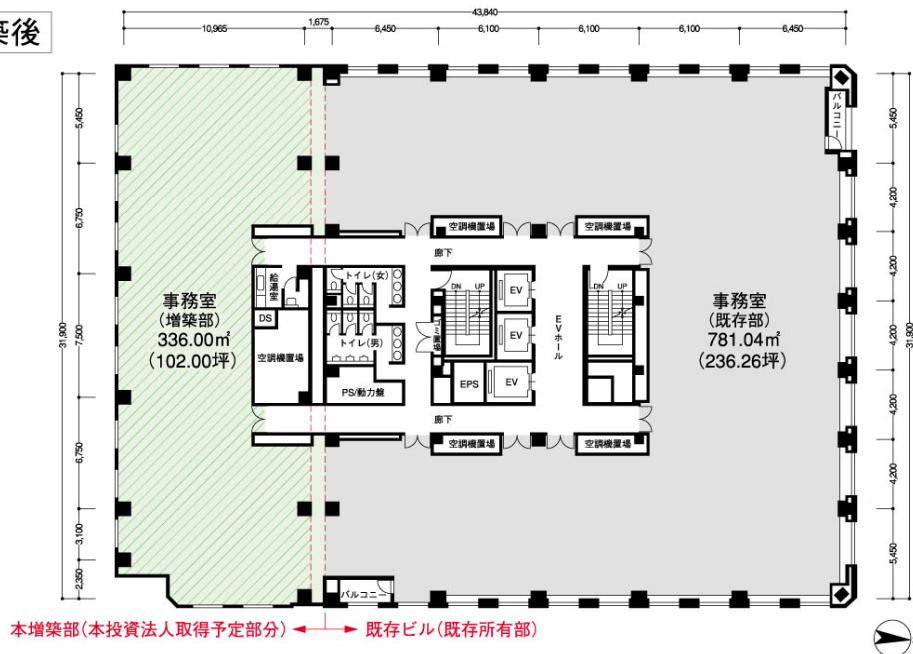 築後
43,840
10,965
1,675
6,450
6,100
6,100
6,100
6,450
31,900
5,450
6,750
7,500
6,750
3,100
2,350
バルコニー
空調機置場
空調機置場
廊下
給湯室
トイレ(女)
DN UP
EV
DN UP
DS
事務室
(増築部)
336.00㎡
(102.00坪)
空調機置場
トイレ(男)
ゴミ置場
EV
EVホール
事務室
(既存部)
781.04㎡
(236.26坪)
PS/動力盤
EPS
EV
廊下
空調機置場
空調機置場
バルコニー
5,450
4,200
4,200
4,200
4,200
4,200
5,450
31,900
本増築部(本投資法人取得予定部分)
既存ビル(既存所有部)